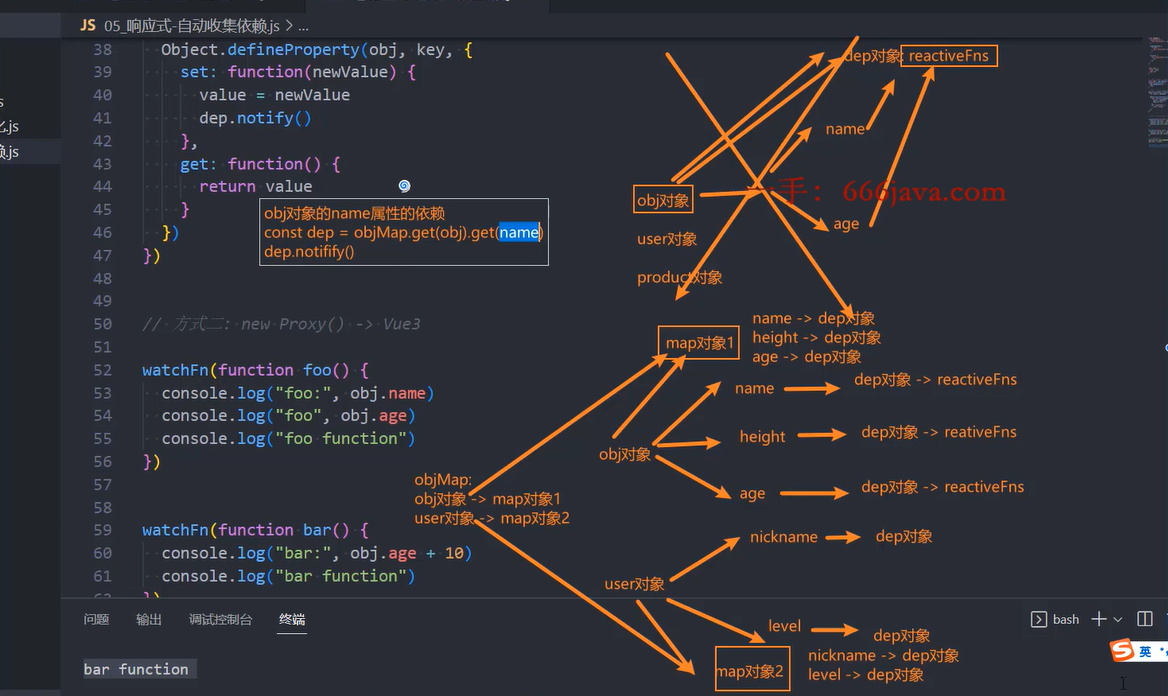 JS 05_响应式-自动收集依赖.js > ...
化.js
赖.js
38 Object.defineProperty(obj, key, {
39 set: function(newValue) {
40 value = newValue
41 dep.notify()
42 },
43 get: function() {
44 return value
45 }
46 })
47 })
48
49
50 // 方式二: new Proxy() -> Vue3
51
52 watchFn(function foo() {
53 console.log("foo:", obj.name)
54 console.log("foo", obj.age)
55 console.log("foo function")
56 })
57
58
59 watchFn(function bar() {
60 console.log("bar:", obj.age + 10)
61 console.log("bar function")
})
obj对象的name属性的依赖
const dep = objMap.get(obj).get(name)
dep.notifify()
dep对象: reactiveFns
name
一手：666java.com
obj对象
age
user对象
product对象
map对象1
name -> dep对象
height -> dep对象
age -> dep对象
name
dep对象 -> reactiveFns
height
dep对象 -> reativeFns
obj对象
age
dep对象 -> reactiveFns
objMap:
obj对象 -> map对象1
user对象 -> map对象2
nickname
dep对象
user对象
level
dep对象
map对象2
nickname -> dep对象
level -> dep对象
问题 输出 调试控制台 终端
bash
bar function
英